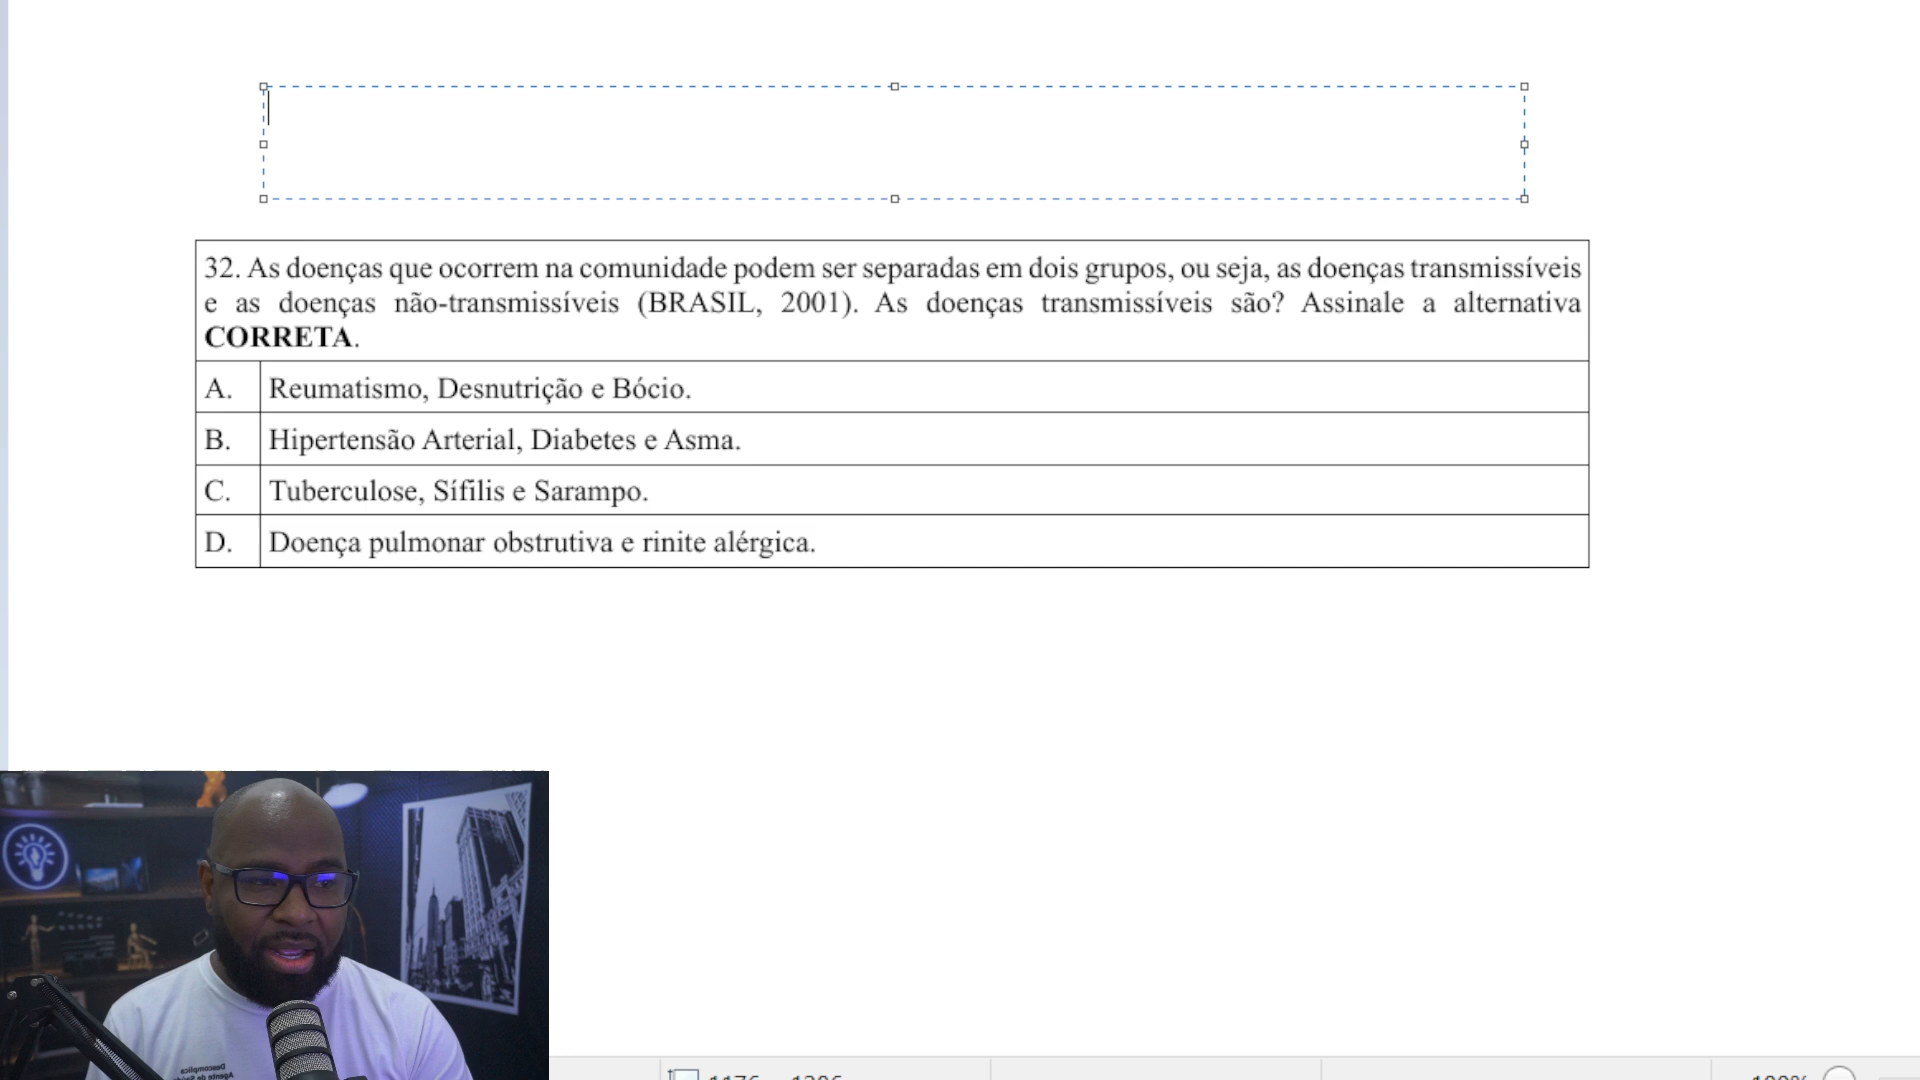 32. As doenças que ocorrem na comunidade podem ser separadas em dois grupos, ou seja, as doenças transmissíveis
e as doenças não-transmissíveis (BRASIL, 2001). As doenças transmissíveis são? Assinale a alternativa
CORRETA.
A. Reumatismo, Desnutrição e Bócio.
B. Hipertensão Arterial, Diabetes e Asma.
C. Tuberculose, Sífilis e Sarampo.
D. Doença pulmonar obstrutiva e rinite alérgica.
Descomplica